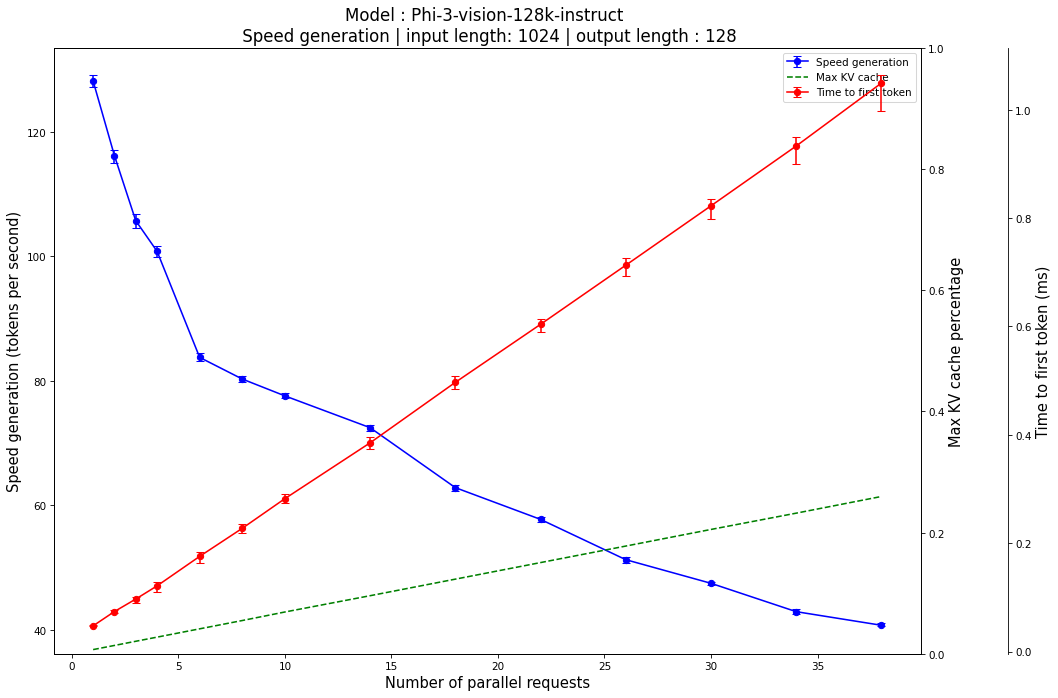 Model : Phi-3-vision-128k-instruct
Speed generation | input length: 1024 | output length : 128
Speed generation
Max KV cache
Time to first token
Speed generation (tokens per second)
120
100
80
60
40
0 5 10 15 20 25 30 35
Number of parallel requests
1.0
0.8
0.6
0.4
0.2
0.0
Max KV cache percentage
1.0
0.8
0.6
0.4
0.2
0.0
Time to first token (ms)